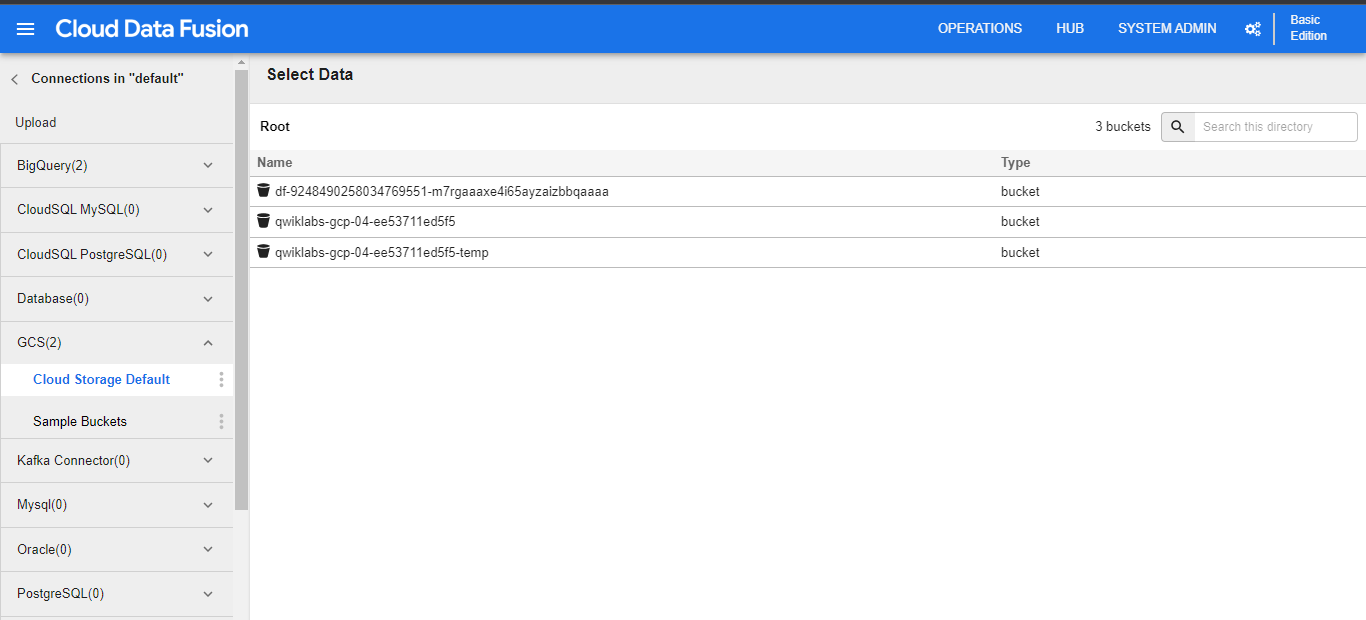 Cloud Data Fusion
OPERATIONS
HUB
SYSTEM ADMIN
Basic
Edition
Connections in "default"
Upload
BigQuery(2)
CloudSQL MySQL(0)
CloudSQL PostgreSQL(0)
Database(0)
GCS(2)
Cloud Storage Default
Sample Buckets
Kafka Connector(0)
Mysql(0)
Oracle(0)
PostgreSQL(0)
Select Data
Root
3 buckets
Search this directory
Name Type
df-9248490258034769551-m7rgaaaxe4i65ayzaizbbqaaaa bucket
qwiklabs-gcp-04-ee53711ed5f5 bucket
qwiklabs-gcp-04-ee53711ed5f5-temp bucket